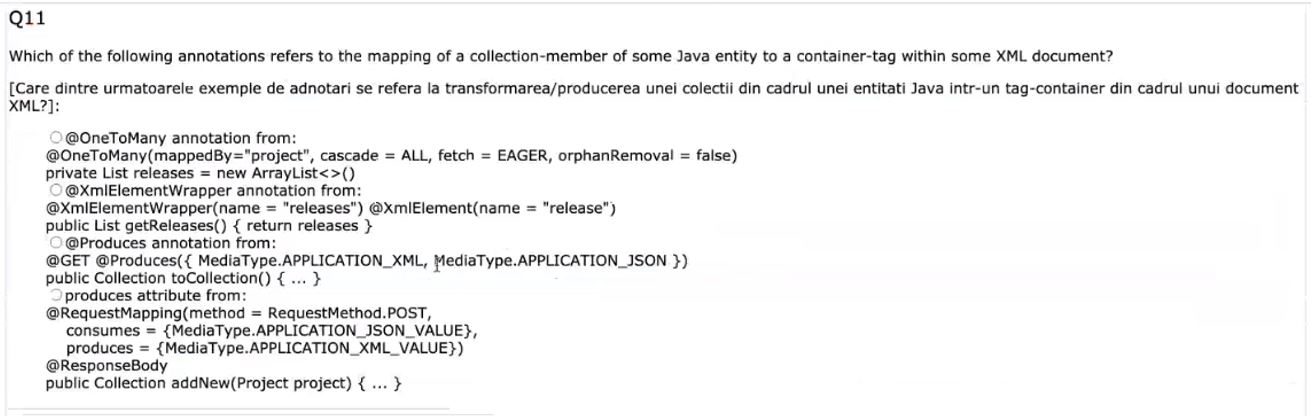 Q11
Which of the following annotations refers to the mapping of a collection-member of some Java entity to a container-tag within some XML document?
[Care dintre urmatoarele exemple de adnotari se refera la transformarea/producerea unei colectii din cadrul unei entitati Java intr-un tag-container din cadrul unui document
XML?]:
@OneToMany annotation from:
@OneToMany(mappedBy="project", cascade = ALL, fetch = EAGER, orphanRemoval = false)
private List releases = new ArrayList<>()
@XmlElementWrapper annotation from:
@XmlElementWrapper(name = "releases") @XmlElement(name = "release")
public List getReleases() { return releases }
@Produces annotation from:
@GET @Produces({ MediaType.APPLICATION_XML, MediaType.APPLICATION_JSON })
public Collection toCollection() { ... }
produces attribute from:
@RequestMapping(method = RequestMethod.POST,
consumes = {MediaType.APPLICATION_JSON_VALUE},
produces = {MediaType.APPLICATION_XML_VALUE})
@ResponseBody
public Collection addNew(Project project) { ... }